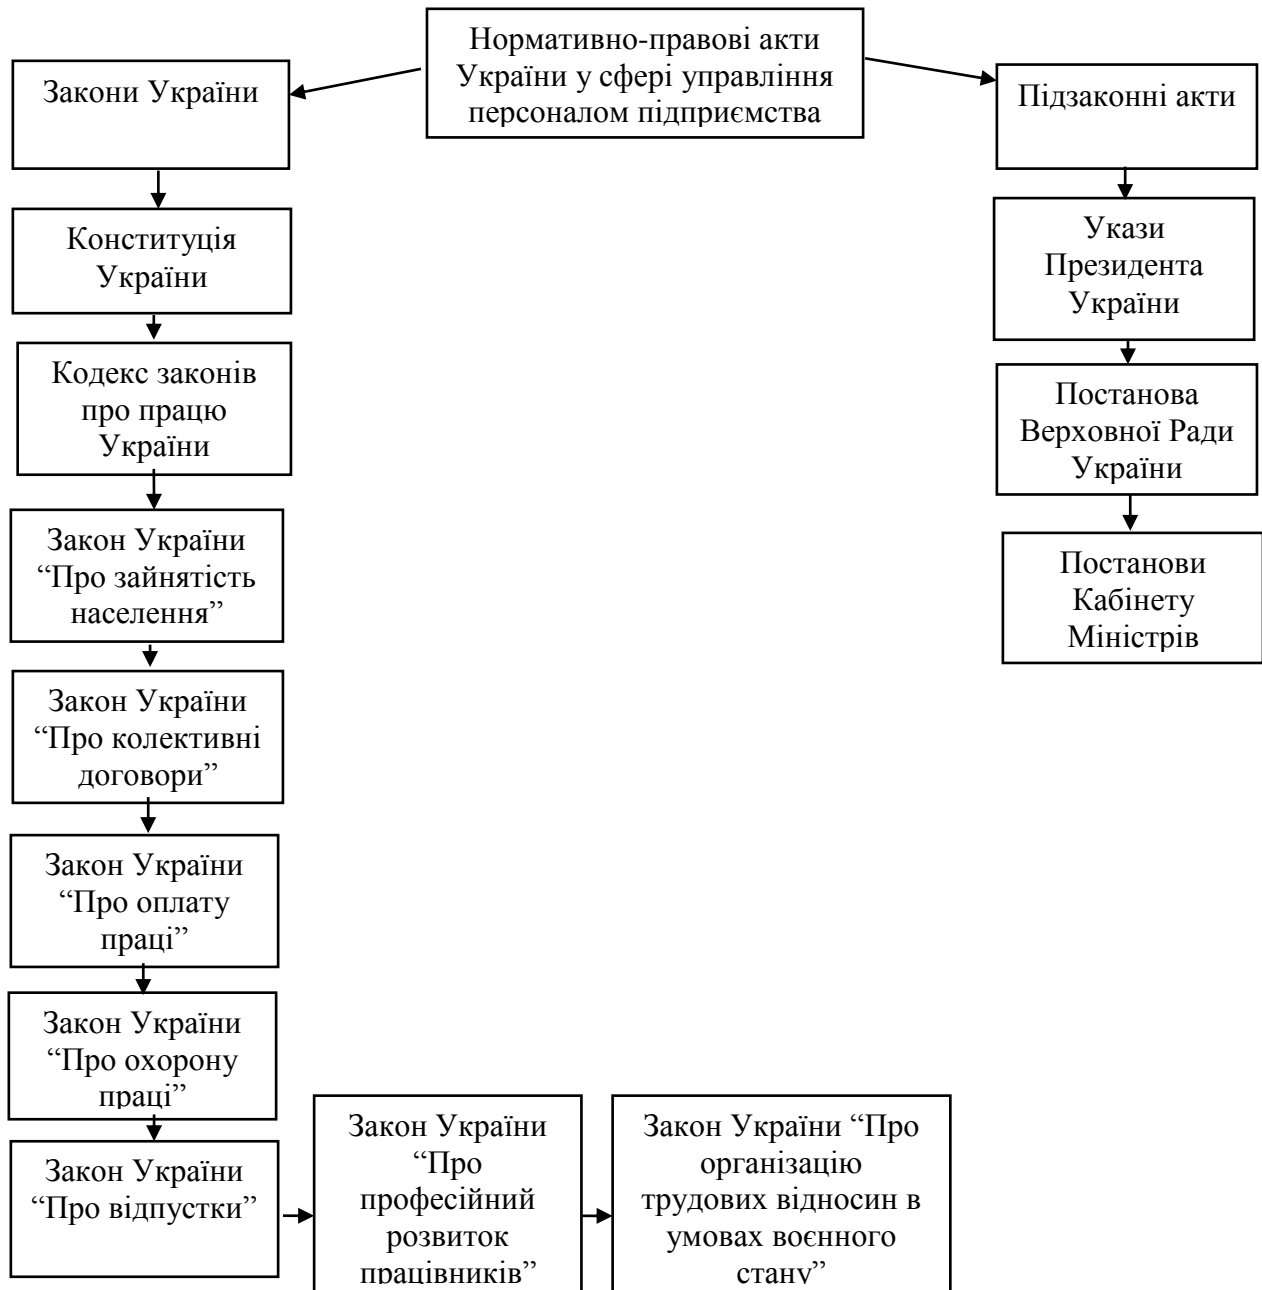 Нормативно-правові акти
України у сфері управління
персоналом підприємства
Закони України
Підзаконні акти
Конституція
України
Кодекс законів
про працю
України
Закон України
“Про зайнятість
населення”
Закон України
“Про колективні
договори”
Закон України
“Про оплату
праці”
Закон України
“Про охорону
праці”
Закон України
“Про відпустки”
Закон України
“Про
професійний
розвиток
працівників”
Закон України “Про
організацію
трудових відносин в
умовах воєнного
стану”
Укази
Президента
України
Постанова
Верховної Ради
України
Постанови
Кабінету
Міністрів